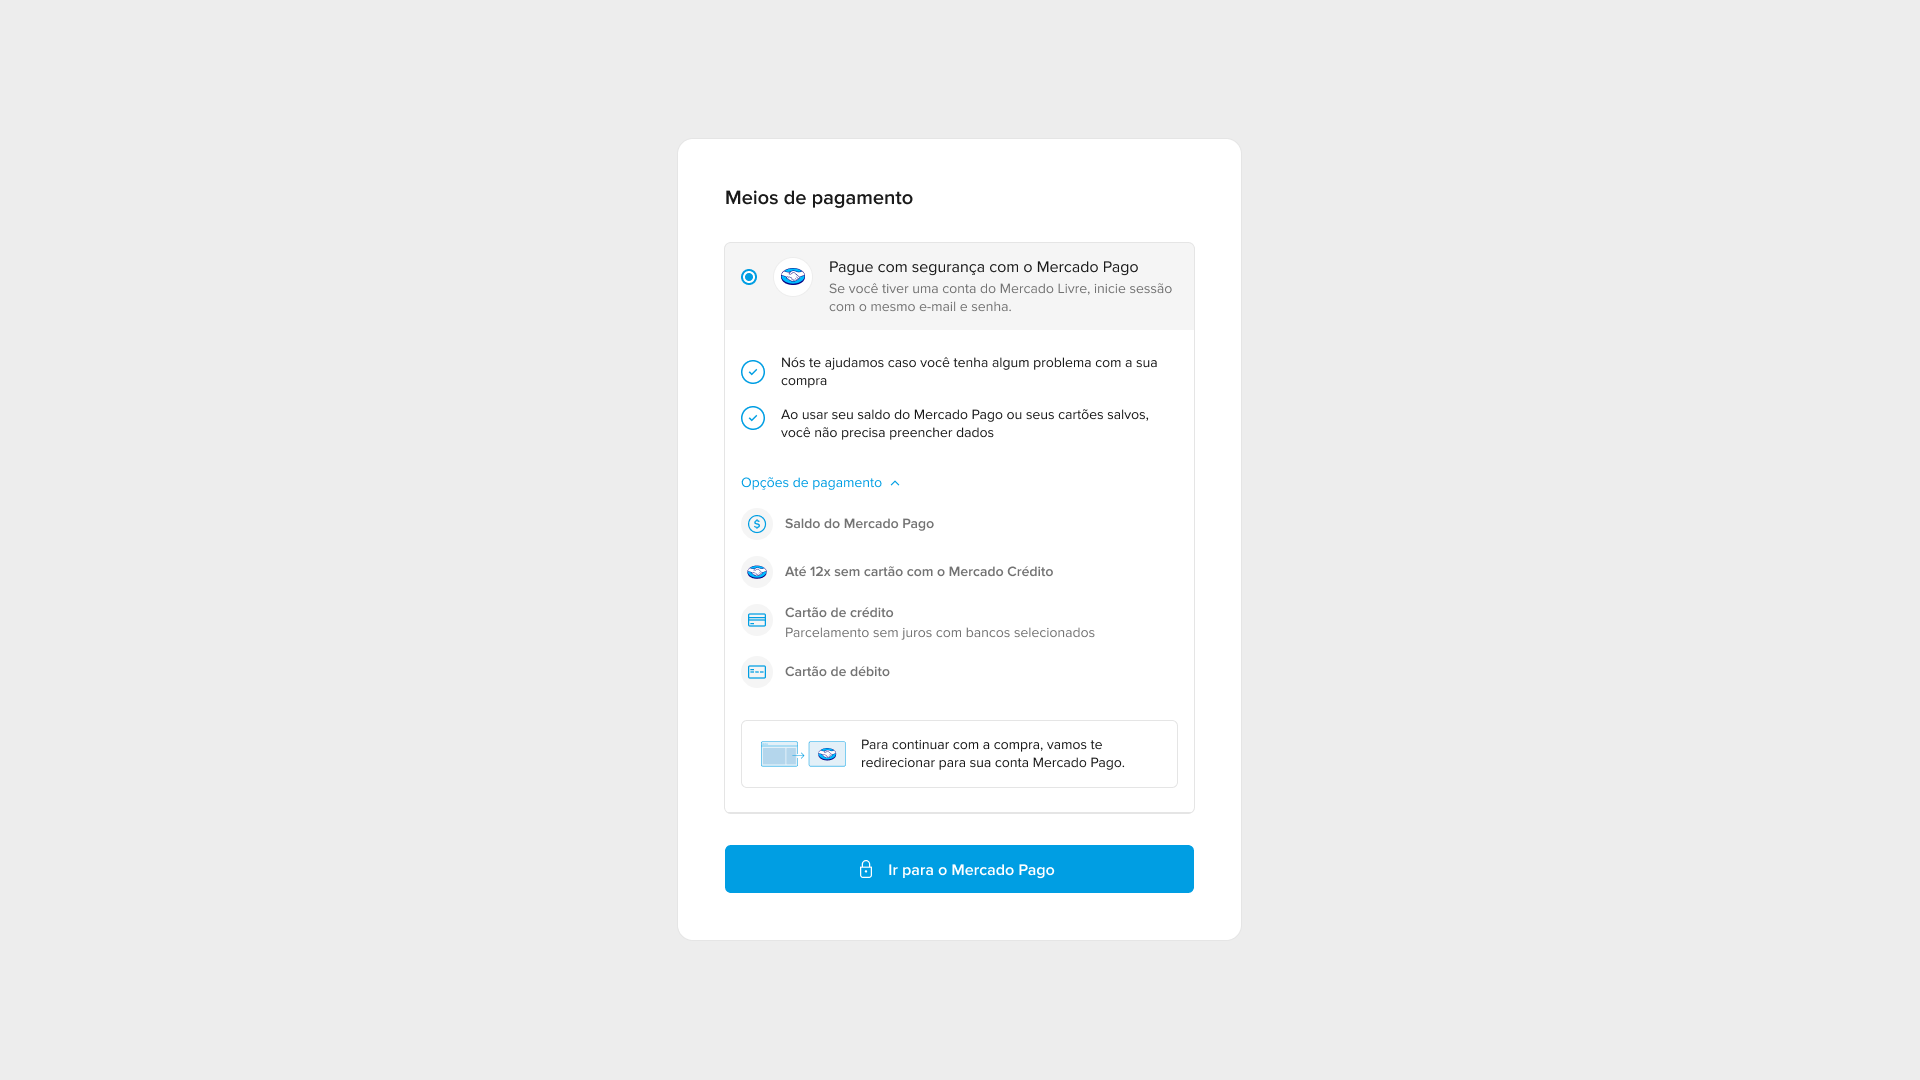 Meios de pagamento
Pague com segurança com o Mercado Pago
Se você tiver uma conta do Mercado Livre, inicie sessão
com o mesmo e-mail e senha.
Nós te ajudamos caso você tenha algum problema com a sua
compra
Ao usar seu saldo do Mercado Pago ou seus cartões salvos,
você não precisa preencher dados
Opções de pagamento
Saldo do Mercado Pago
Até 12x sem cartão com o Mercado Crédito
Cartão de crédito
Parcelamento sem juros com bancos selecionados
Cartão de débito
Para continuar com a compra, vamos te
redirecionar para sua conta Mercado Pago.
Ir para o Mercado Pago